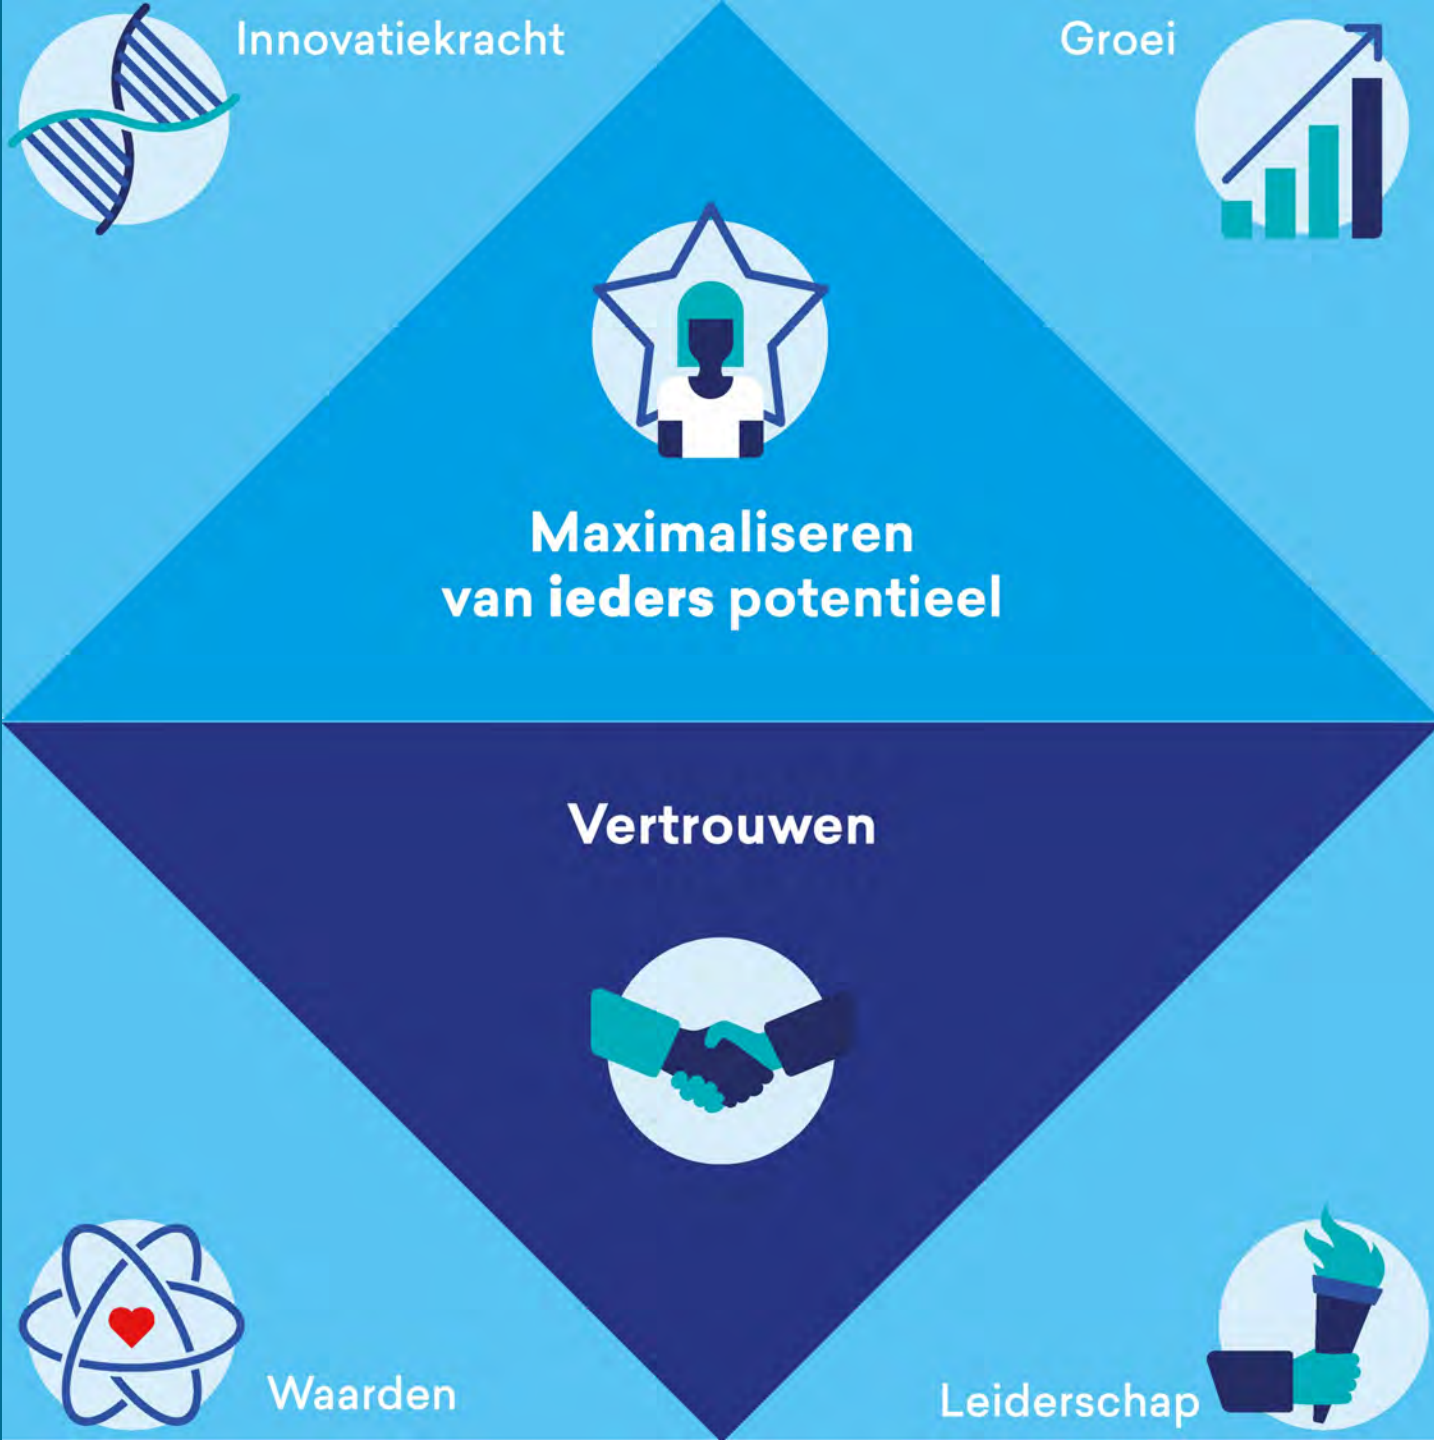 Innovatiekracht
Groei
Maximaliseren
van ieders potentieel
Vertrouwen
Waarden
Leiderschap